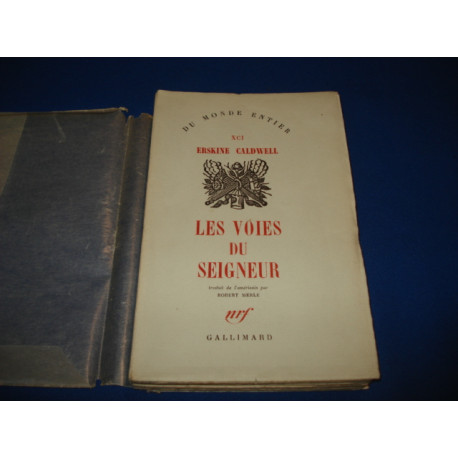 DU MONDE ENTIER
XCI
ERSKINE CALDWELL
LES VOIES
DU
SEIGNEUR
traduit de l'américain par
ROBERT MERLE
nrf
GALLIMARD